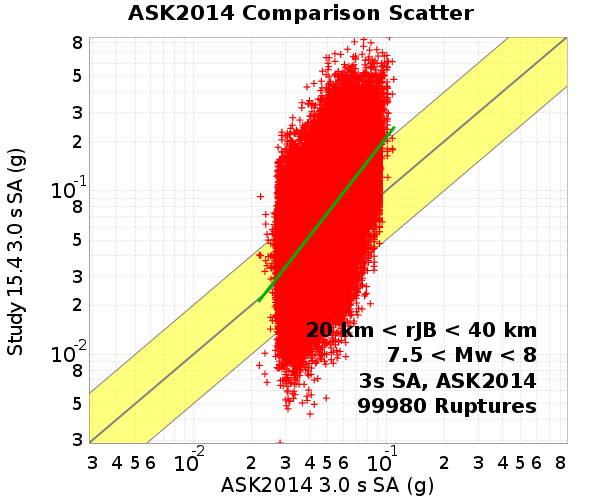 ASK2014 Comparison Scatter
8
5
3
2
10-1
8
5
3
2
10-2
8
5
3
Study 15.4 3.0 s SA (g)
20 km < rJB < 40 km
7.5 < Mw < 8
3s SA, ASK2014
99980 Ruptures
3 4 5 6 10-2 2 3 4 5 6 10-1 2 3 4 5 6 8
ASK2014 3.0 s SA (g)